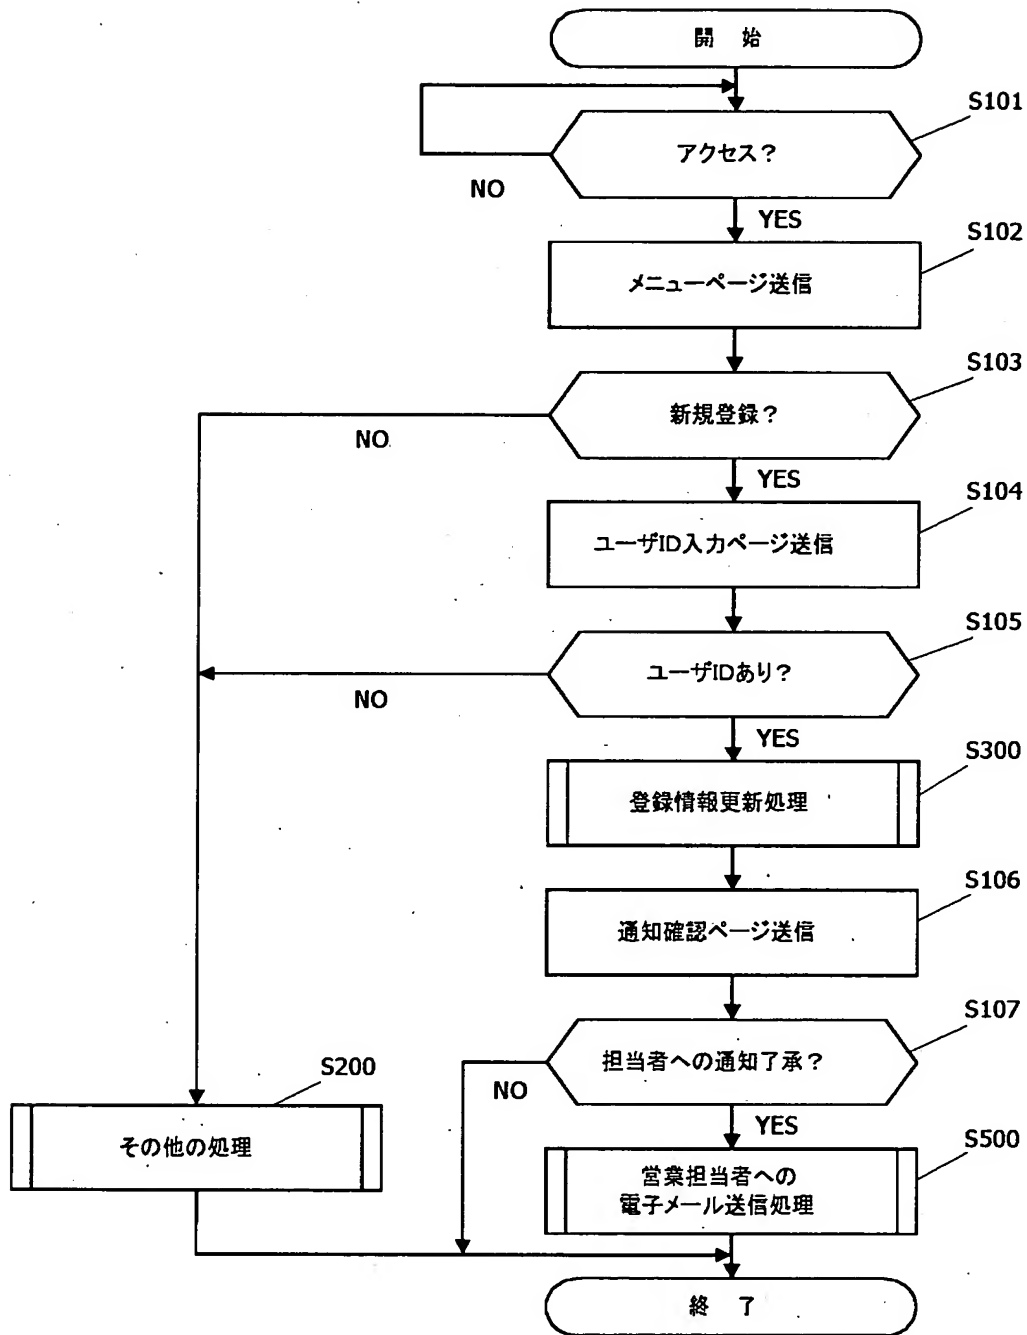 開 始
S101
アクセス？
NO
YES
S102
メニューページ送信
S103
新規登録？
NO
YES
S104
ユーザID入力ページ送信
S105
ユーザIDあり？
NO
YES
S300
登録情報更新処理
S106
通知確認ページ送信
S107
担当者への通知了承？
NO
YES
S200
その他の処理
S500
営業担当者への
電子メール送信処理
終 了